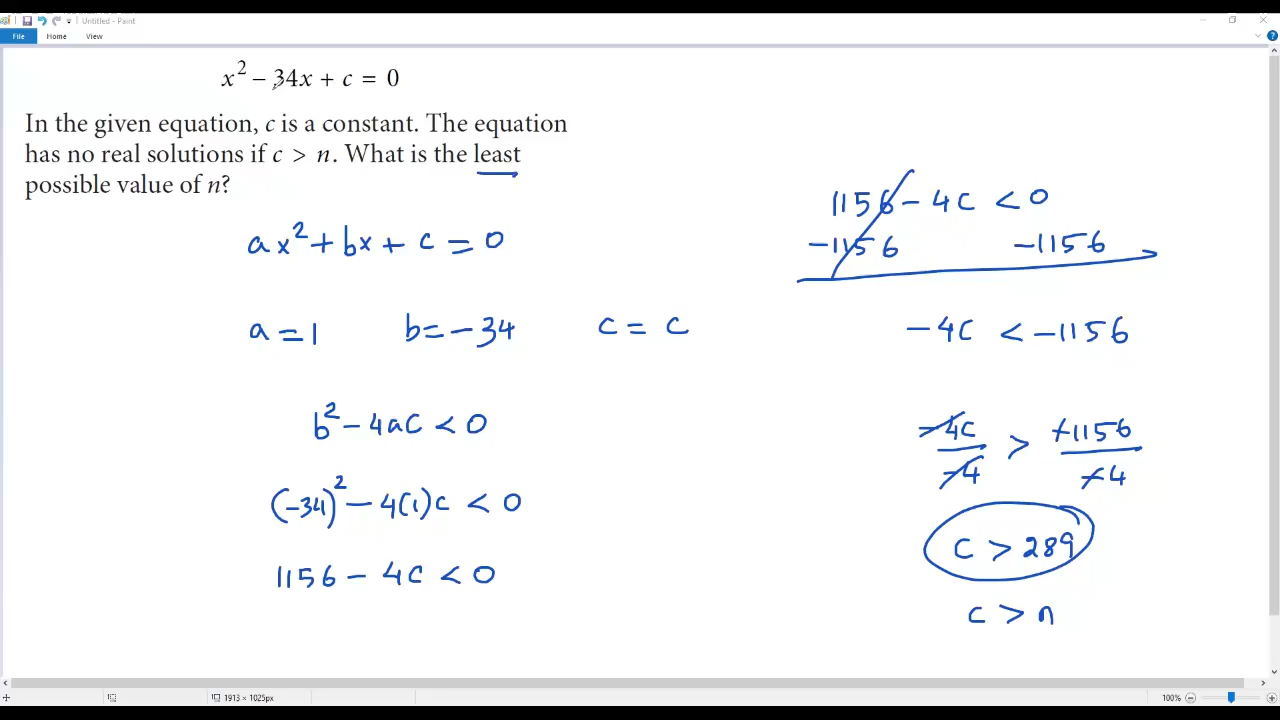 Untitled - Paint
File Home View
x² − 34x + c = 0
In the given equation, c is a constant. The equation
has no real solutions if c > n. What is the least
possible value of n?
ax² + bx + c = 0
a = 1 b = −34 c = c
b² − 4ac < 0
(−34)² − 4(1)c < 0
1156 − 4c < 0
1156 − 4c < 0
−1156 −1156
−4c < −1156
−4c/−4 > −1156/−4
c > 289
c > n
1913 × 1025px 100%